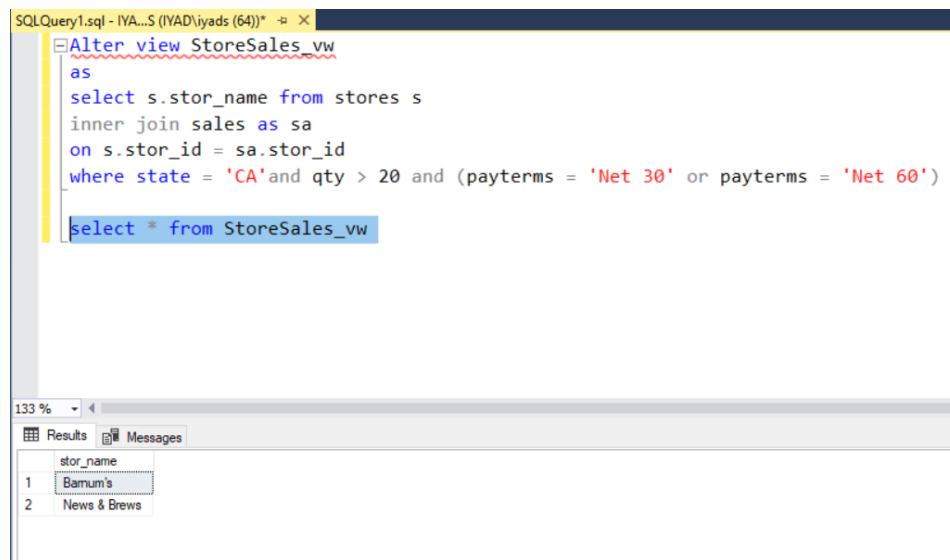 SQLQuery1.sql - IYA...S (IYAD\iyads (64))*
Alter view StoreSales_vw
as
select s.stor_name from stores s
inner join sales as sa
on s.stor_id = sa.stor_id
where state = 'CA'and qty > 20 and (payterms = 'Net 30' or payterms = 'Net 60')
select * from StoreSales_vw
133 %
Results Messages
stor_name
1 Barnum's
2 News & Brews